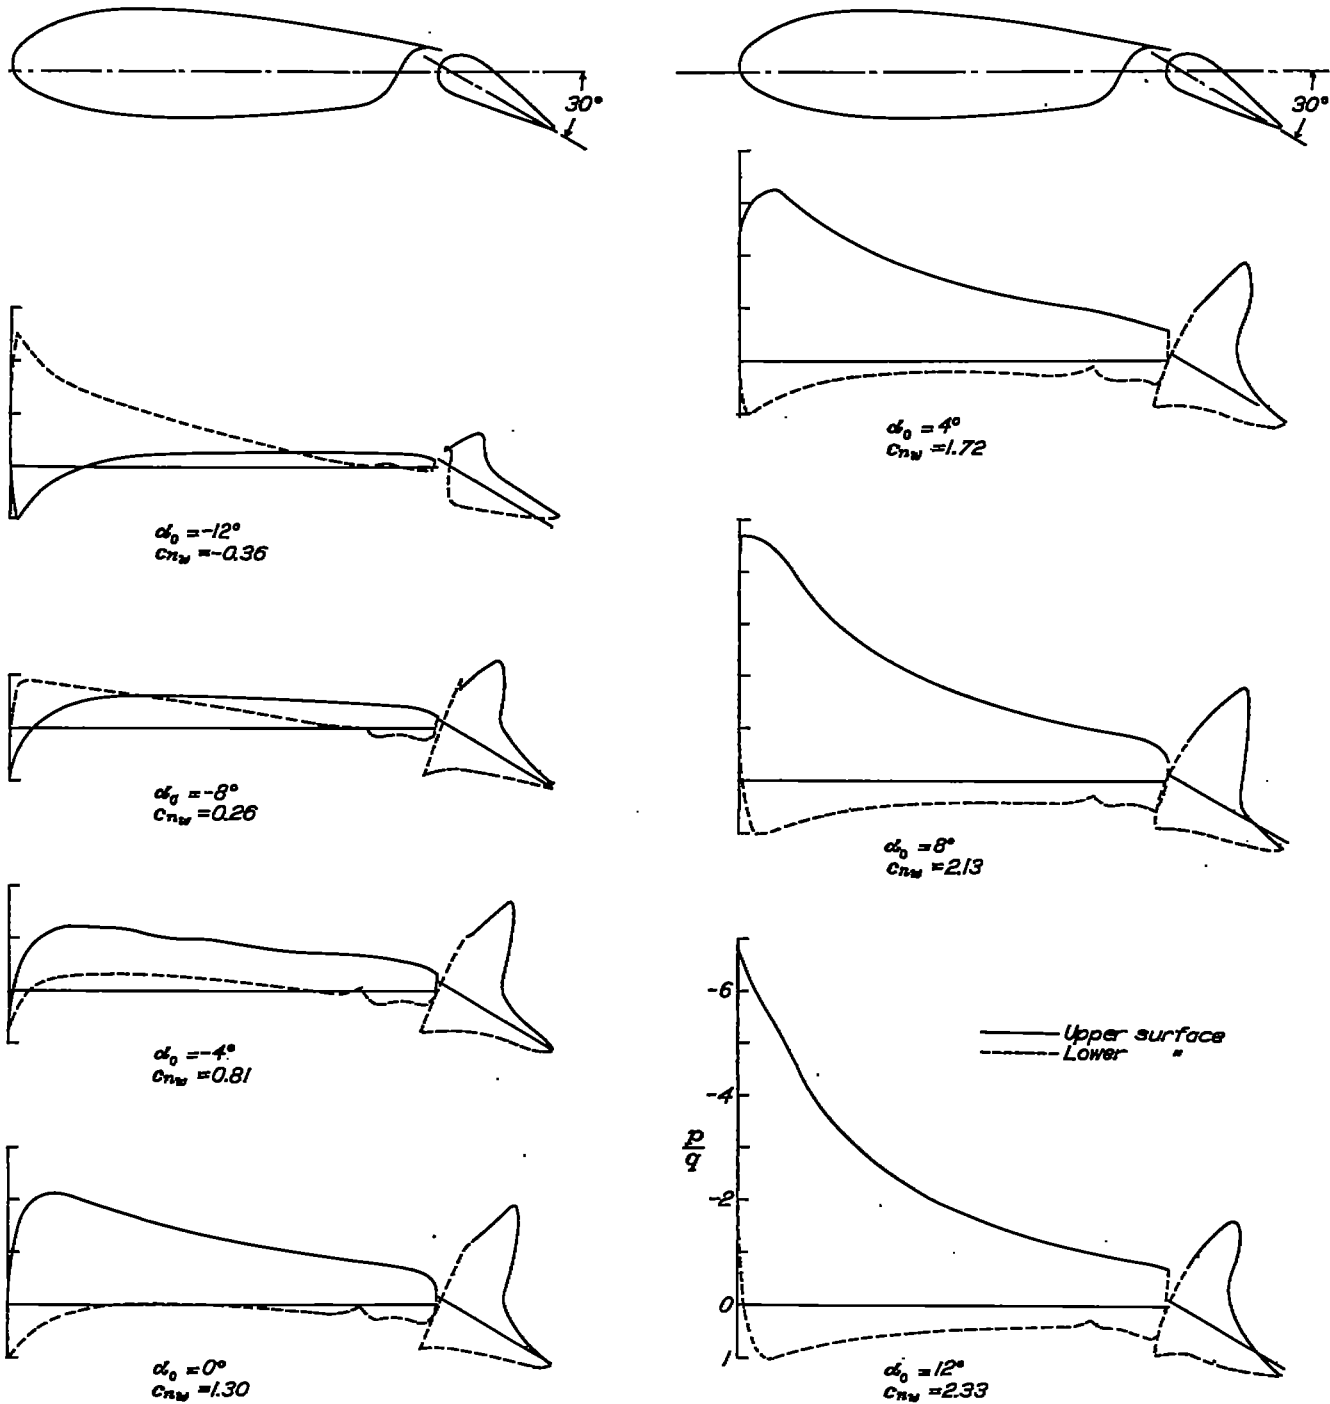 30°
30°
α₀ = -12°
cₙw = -0.36
α₀ = -8°
cₙw = 0.26
α₀ = -4°
cₙw = 0.81
α₀ = 0°
cₙw = 1.30
α₀ = 4°
cₙw = 1.72
α₀ = 8°
cₙw = 2.13
-6
-4
-2
0
1
p/q
Upper surface
Lower "
α₀ = 12°
cₙw = 2.33